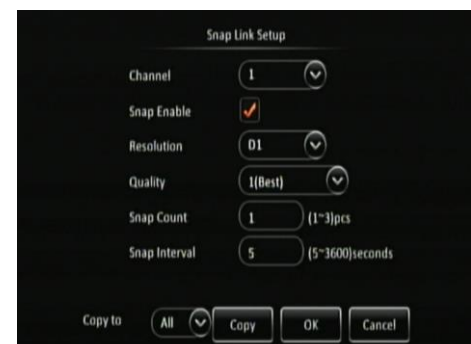 Snap Link Setup
Channel 1
Snap Enable
Resolution D1
Quality 1(Best)
Snap Count 1 (1~3)pcs
Snap Interval 5 (5~3600)seconds
Copy to All Copy OK Cancel